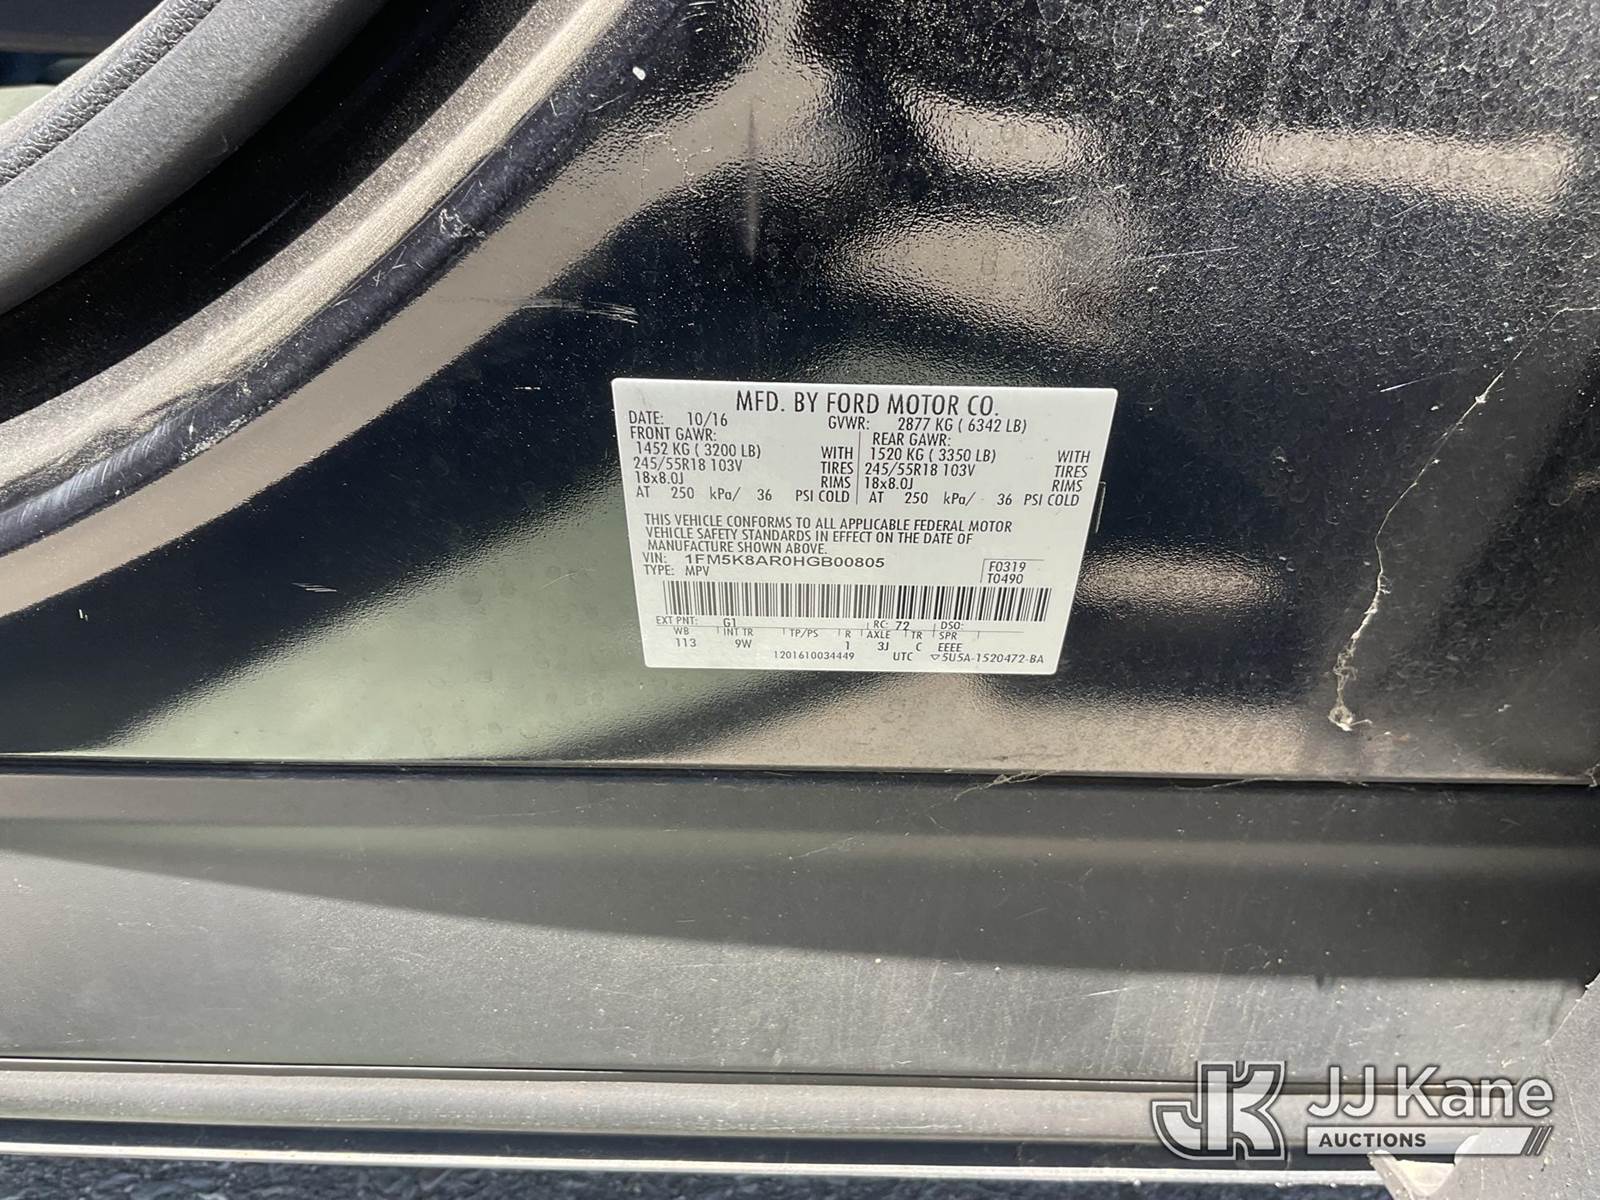 MFD. BY FORD MOTOR CO.
DATE: 10/16 GVWR: 2877 KG ( 6342 LB)
FRONT GAWR: REAR GAWR:
1452 KG ( 3200 LB) WITH 1520 KG ( 3350 LB) WITH
245/55R18 103V TIRES 245/55R18 103V TIRES
18x8.0J RIMS 18x8.0J RIMS
AT 250 kPa/ 36 PSI COLD AT 250 kPa/ 36 PSI COLD
THIS VEHICLE CONFORMS TO ALL APPLICABLE FEDERAL MOTOR
VEHICLE SAFETY STANDARDS IN EFFECT ON THE DATE OF
MANUFACTURE SHOWN ABOVE.
VIN: 1FM5K8AR0HGB00805 F0319
TYPE: MPV T0490
EXT PNT: G1 RC: 72 DSO:
WB INT TR TP/PS R AXLE TR SPR
113 9W 1 3J C EEEE
1201610034449 UTC ▽5U5A-1520472-BA
JK JJ Kane
AUCTIONS